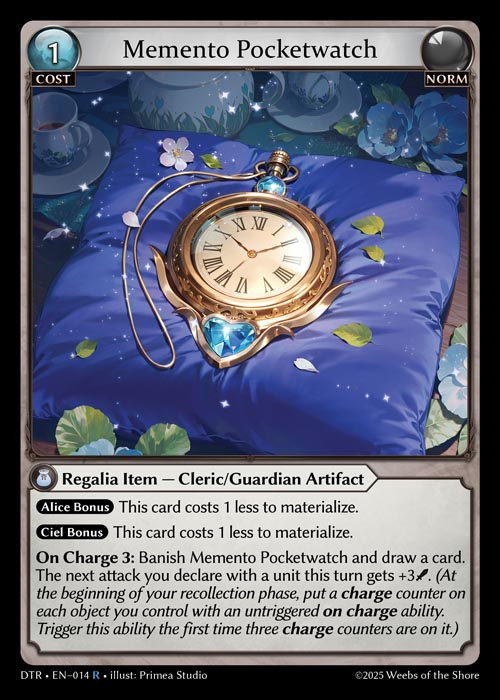 1
COST
Memento Pocketwatch
NORM
Regalia Item — Cleric/Guardian Artifact
Alice Bonus This card costs 1 less to materialize.
Ciel Bonus This card costs 1 less to materialize.
On Charge 3: Banish Memento Pocketwatch and draw a card.
The next attack you declare with a unit this turn gets +3. (At
the beginning of your recollection phase, put a charge counter on
each object you control with an untriggered on charge ability.
Trigger this ability the first time three charge counters are on it.)
DTR • EN–014 R • illust: Primea Studio
©2025 Weebs of the Shore